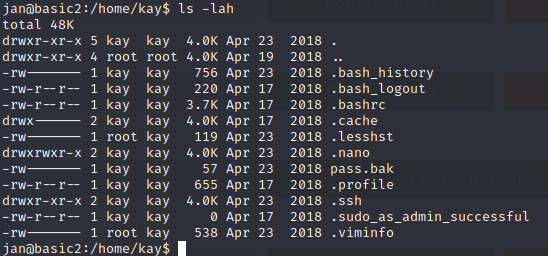 jan@basic2:/home/kay$ ls -lah
total 48K
drwxr-xr-x 5 kay  kay  4.0K Apr 23  2018 .
drwxr-xr-x 4 root root 4.0K Apr 19  2018 ..
-rw------- 1 kay  kay   756 Apr 23  2018 .bash_history
-rw-r--r-- 1 kay  kay   220 Apr 17  2018 .bash_logout
-rw-r--r-- 1 kay  kay  3.7K Apr 17  2018 .bashrc
drwx------ 2 kay  kay  4.0K Apr 17  2018 .cache
-rw------- 1 root kay   119 Apr 23  2018 .lesshst
drwxrwxr-x 2 kay  kay  4.0K Apr 23  2018 .nano
-rw------- 1 kay  kay    57 Apr 23  2018 pass.bak
-rw-r--r-- 1 kay  kay   655 Apr 17  2018 .profile
drwxr-xr-x 2 kay  kay  4.0K Apr 23  2018 .ssh
-rw-r--r-- 1 kay  kay     0 Apr 17  2018 .sudo_as_admin_successful
-rw------- 1 root kay   538 Apr 23  2018 .viminfo
jan@basic2:/home/kay$
Correct Answer
Correct Answer